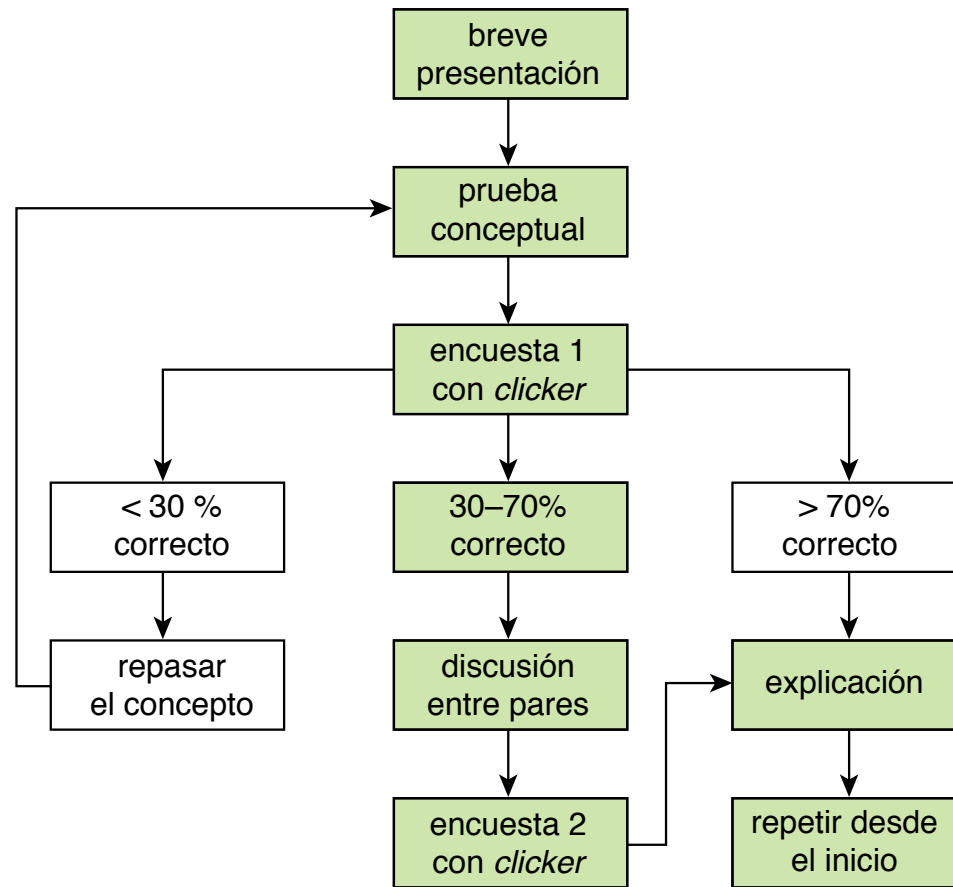 breve
presentación
prueba
conceptual
encuesta 1
con clicker
< 30 %
correcto
30–70%
correcto
> 70%
correcto
repasar
el concepto
discusión
entre pares
explicación
encuesta 2
con clicker
repetir desde
el inicio